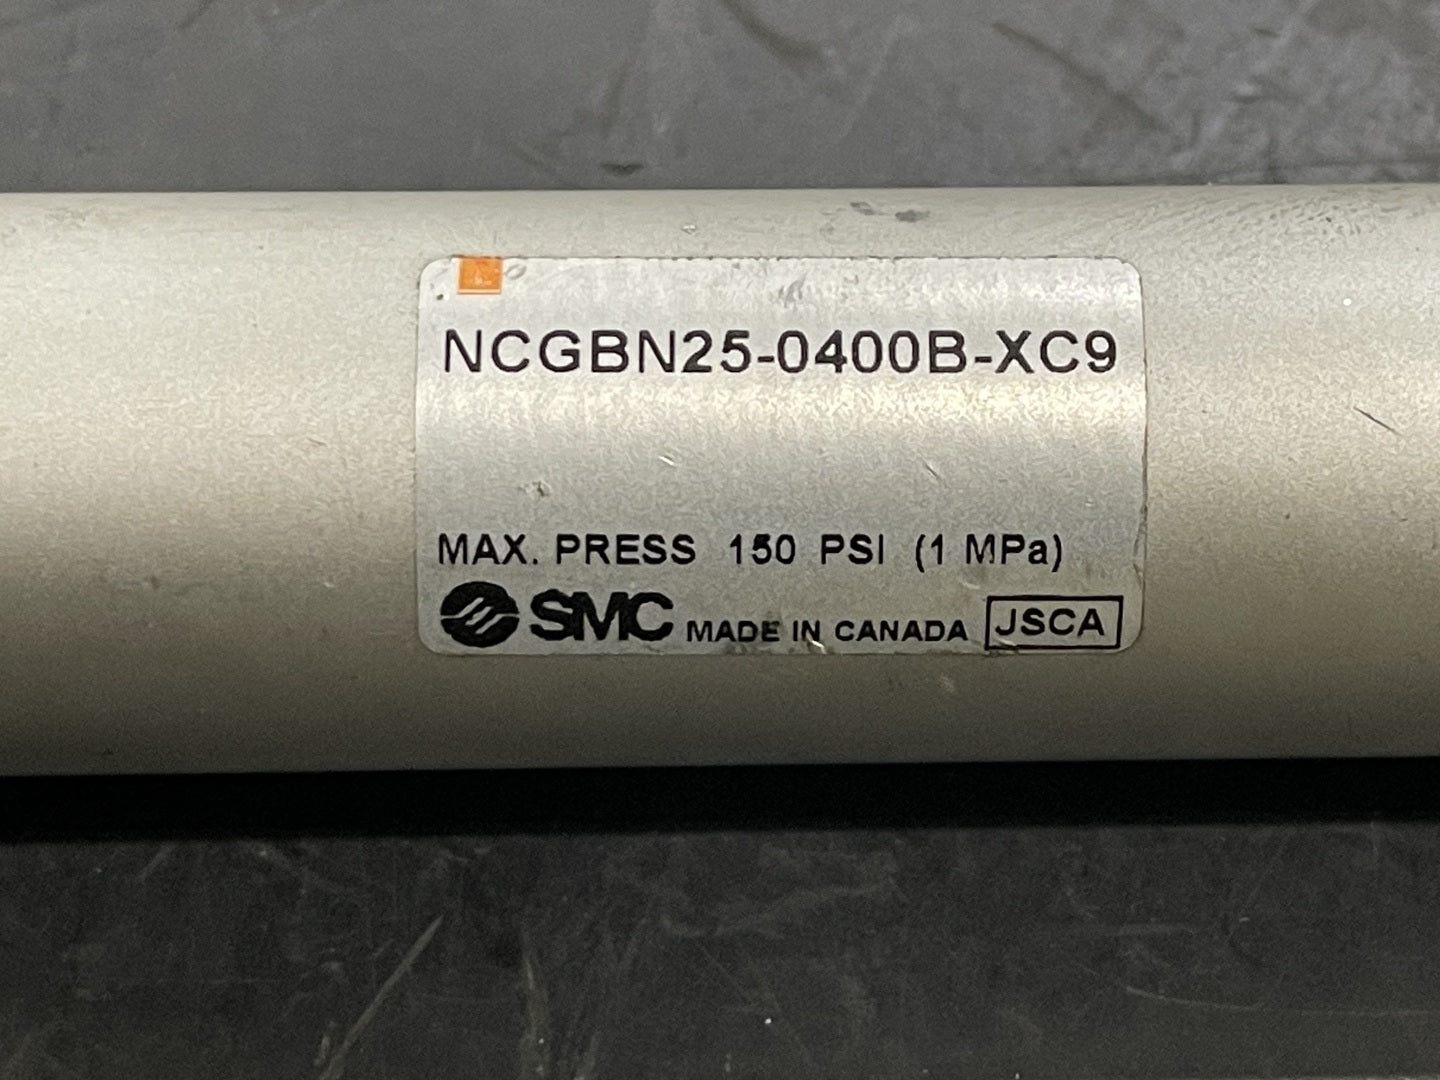 NCGBN25-0400B-XC9
MAX. PRESS 150 PSI (1 MPa)
SMC MADE IN CANADA JSCA